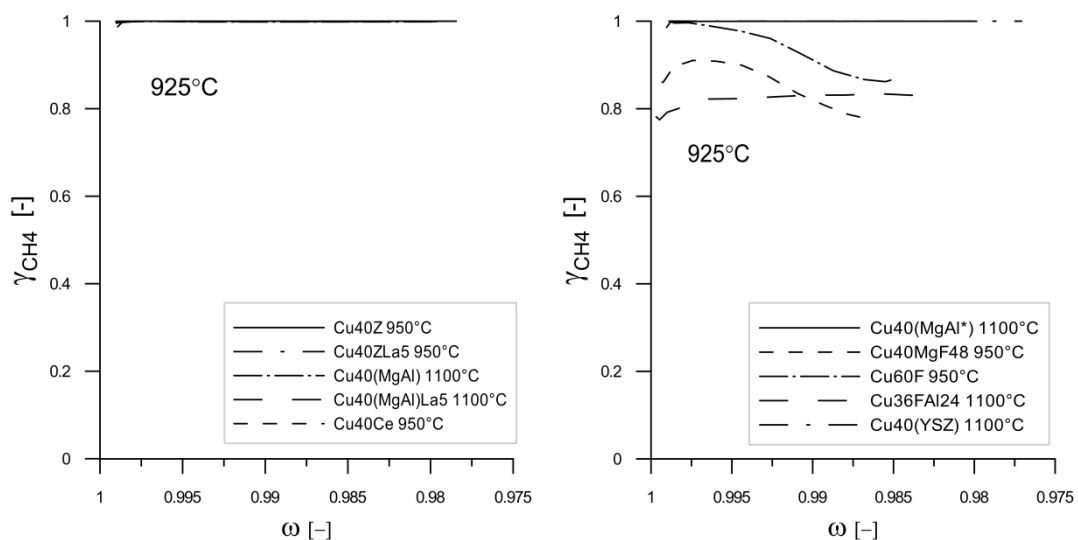 1
0.8
0.6
0.4
0.2
0
γCH4 [-]
925°C
Cu40Z 950°C
Cu40ZLa5 950°C
Cu40(MgAl) 1100°C
Cu40(MgAl)La5 1100°C
Cu40Ce 950°C
1 0.995 0.99 0.985 0.98 0.975
ω [–]
1
0.8
0.6
0.4
0.2
0
γCH4 [-]
925°C
Cu40(MgAl*) 1100°C
Cu40MgF48 950°C
Cu60F 950°C
Cu36FAl24 1100°C
Cu40(YSZ) 1100°C
1 0.995 0.99 0.985 0.98 0.975
ω [–]